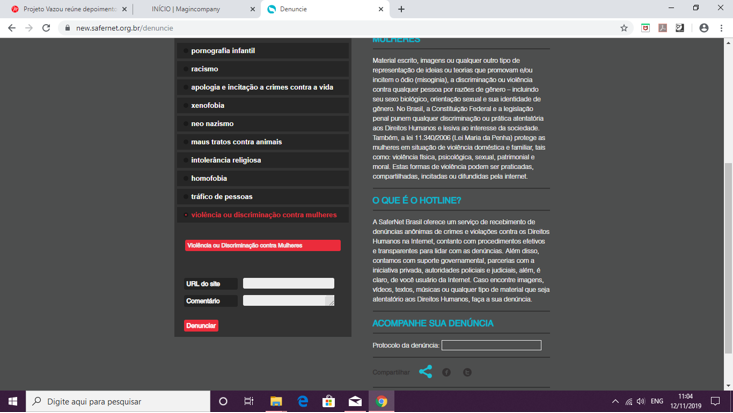 Projeto Vazou reúne depoiment
INÍCIO | Magincompany
Denuncie
new.safernet.org.br/denuncie
pornografia infantil
racismo
apologia e incitação a crimes contra a vida
xenofobia
neo nazismo
maus tratos contra animais
intolerância religiosa
homofobia
tráfico de pessoas
violência ou discriminação contra mulheres
Violência ou Discriminação contra Mulheres
URL do site
Comentário
Denunciar
MULHERES
Material escrito, imagens ou qualquer outro tipo de
representação de ideias ou teorias que promovam e/ou
incitem o ódio (misoginia), a discriminação ou violência
contra qualquer pessoa por razões de gênero – incluindo
seu sexo biológico, orientação sexual e sua identidade de
gênero. No Brasil, a Constituição Federal e a legislação
penal punem qualquer discriminação ou prática atentatória
aos Direitos Humanos e lesiva ao interesse da sociedade.
Também, a lei 11.340/2006 (Lei Maria da Penha) protege as
mulheres em situação de violência doméstica e familiar, tais
como: violência física, psicológica, sexual, patrimonial e
moral. Estas formas de violência podem ser praticadas,
compartilhadas, incitadas ou difundidas pela internet.
O QUE É O HOTLINE?
A SaferNet Brasil oferece um serviço de recebimento de
denúncias anônimas de crimes e violações contra os Direitos
Humanos na Internet, contanto com procedimentos efetivos
e transparentes para lidar com as denúncias. Além disso,
contamos com suporte governamental, parcerias com a
iniciativa privada, autoridades policiais e judiciais, além, é
claro, de você usuário da Internet. Caso encontre imagens,
vídeos, textos, músicas ou qualquer tipo de material que seja
atentatório aos Direitos Humanos, faça a sua denúncia.
ACOMPANHE SUA DENÚNCIA
Protocolo da denúncia:
Compartilhar:
Digite aqui para pesquisar
ENG
11:04
12/11/2019